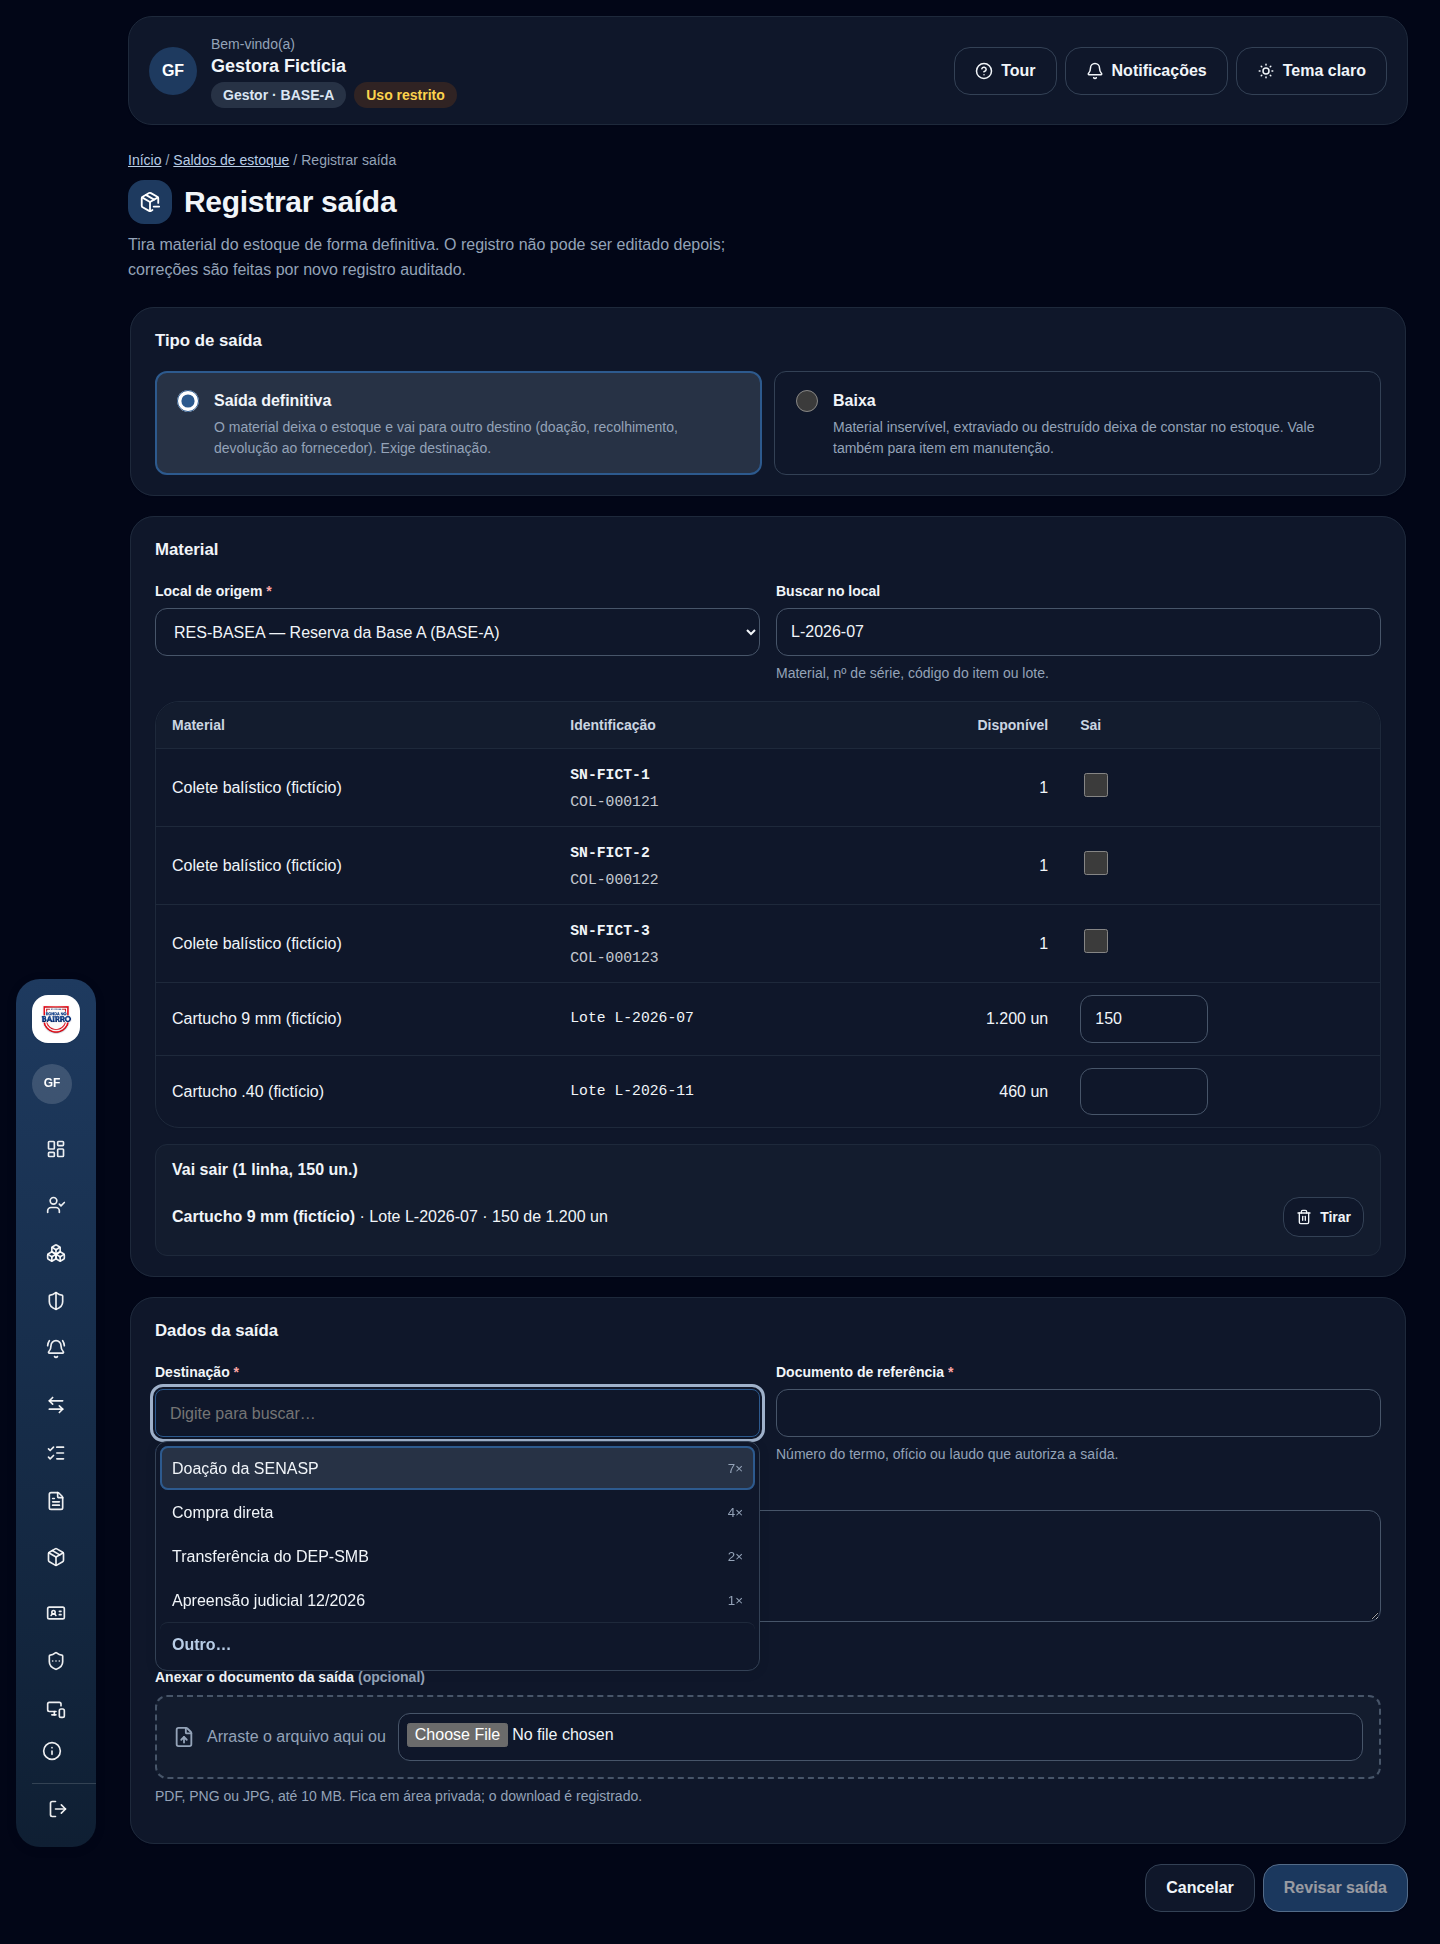 GF
Bem-vindo(a)
Gestora Fictícia
Gestor · BASE-A
Uso restrito
Tour
Notificações
Tema claro
Início / Saldos de estoque / Registrar saída
Registrar saída
Tira material do estoque de forma definitiva. O registro não pode ser editado depois;
correções são feitas por novo registro auditado.
Tipo de saída
Saída definitiva
O material deixa o estoque e vai para outro destino (doação, recolhimento,
devolução ao fornecedor). Exige destinação.
Baixa
Material inservível, extraviado ou destruído deixa de constar no estoque. Vale
também para item em manutenção.
Material
Local de origem *
RES-BASEA — Reserva da Base A (BASE-A)
Buscar no local
L-2026-07
Material, nº de série, código do item ou lote.
Material Identificação Disponível Sai
Colete balístico (fictício) SN-FICT-1 1
COL-000121
Colete balístico (fictício) SN-FICT-2 1
COL-000122
Colete balístico (fictício) SN-FICT-3 1
COL-000123
Cartucho 9 mm (fictício) Lote L-2026-07 1.200 un 150
Cartucho .40 (fictício) Lote L-2026-11 460 un
Vai sair (1 linha, 150 un.)
Cartucho 9 mm (fictício) · Lote L-2026-07 · 150 de 1.200 un
Tirar
Dados da saída
Destinação *
Digite para buscar…
Documento de referência *
Número do termo, ofício ou laudo que autoriza a saída.
Doação da SENASP 7×
Compra direta 4×
Transferência do DEP-SMB 2×
Apreensão judicial 12/2026 1×
Outro…
Anexar o documento da saída (opcional)
Arraste o arquivo aqui ou
Choose File No file chosen
PDF, PNG ou JPG, até 10 MB. Fica em área privada; o download é registrado.
Cancelar
Revisar saída
BAIRRO
GF